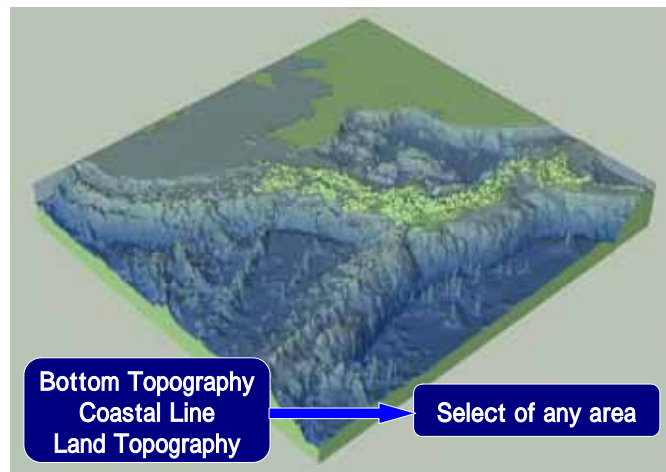 Bottom Topography
Coastal Line
Land Topography
Select of any area